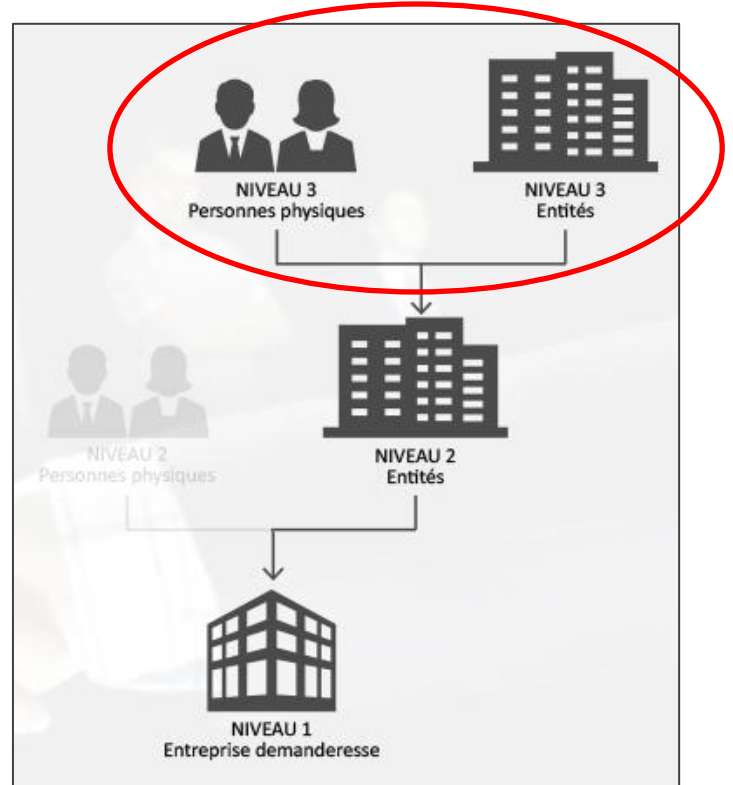 NIVEAU 3
Personnes physiques
NIVEAU 3
Entités
NIVEAU 2
Personnes physiques
NIVEAU 2
Entités
NIVEAU 1
Entreprise demanderesse